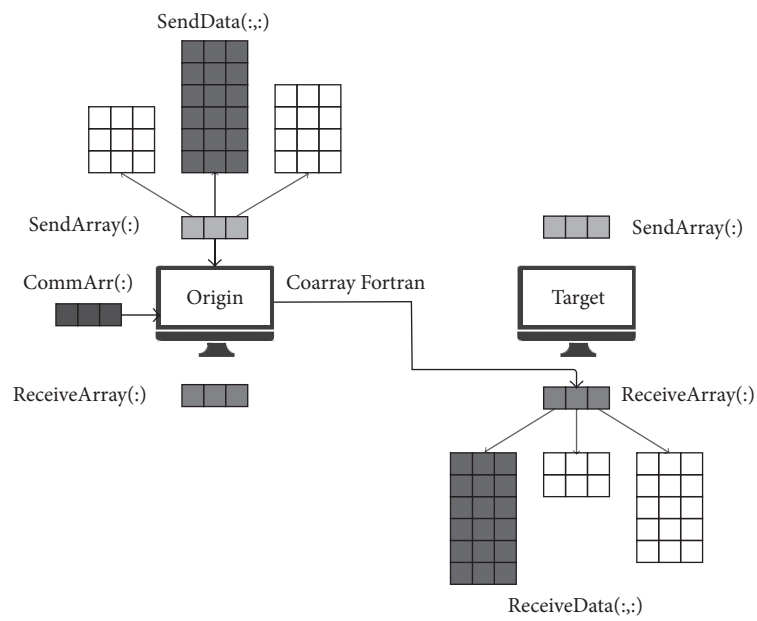 SendData(:,:)
SendArray(:)
SendArray(:)
CommArr(:)
Origin
Coarray Fortran
Target
ReceiveArray(:)
ReceiveArray(:)
ReceiveData(:,:)